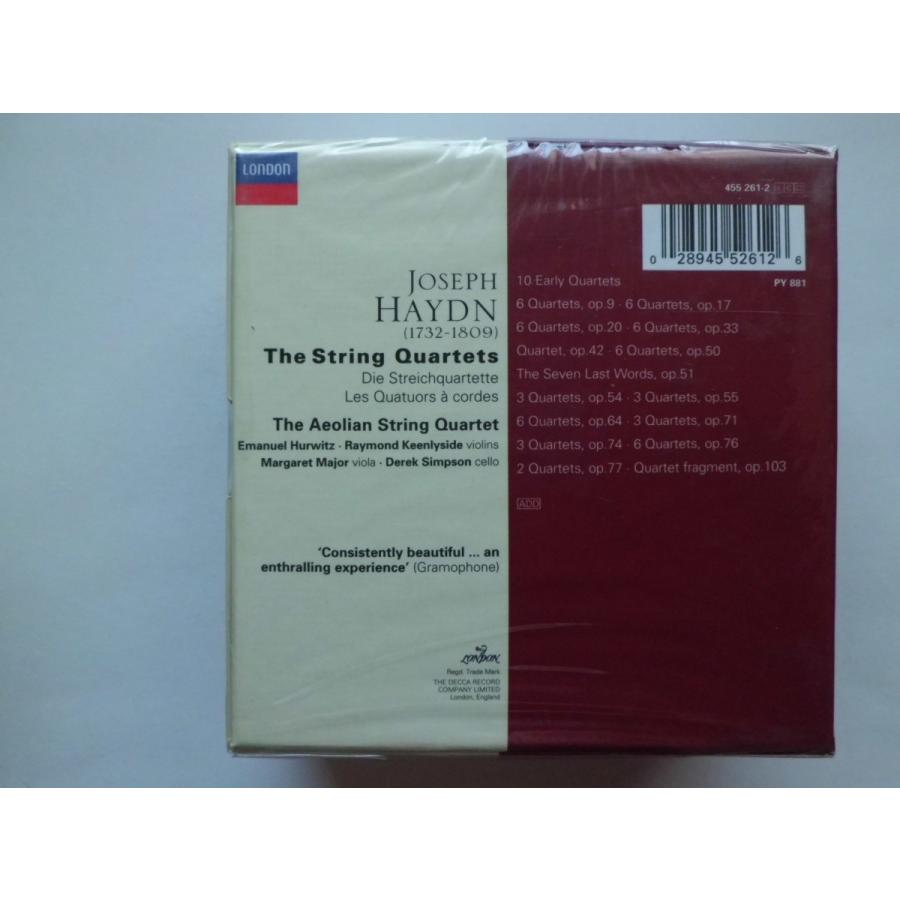 LONDON
JOSEPH
HAYDN
(1732-1809)
The String Quartets
Die Streichquartette
Les Quatuors à cordes
The Aeolian String Quartet
Emanuel Hurwitz · Raymond Keenlyside violins
Margaret Major viola · Derek Simpson cello
'Consistently beautiful ... an
enthralling experience' (Gramophone)
LONDON
Regd. Trade Mark
THE DECCA RECORD
COMPANY LIMITED
London, England
455 261-2
0 28945 52612 6
PY 881
10 Early Quartets
6 Quartets, op.9 · 6 Quartets, op.17
6 Quartets, op.20 · 6 Quartets, op.33
Quartet, op.42 · 6 Quartets, op.50
The Seven Last Words, op.51
3 Quartets, op.54 · 3 Quartets, op.55
6 Quartets, op.64 · 3 Quartets, op.71
3 Quartets, op.74 · 6 Quartets, op.76
2 Quartets, op.77 · Quartet fragment, op.103
ADD